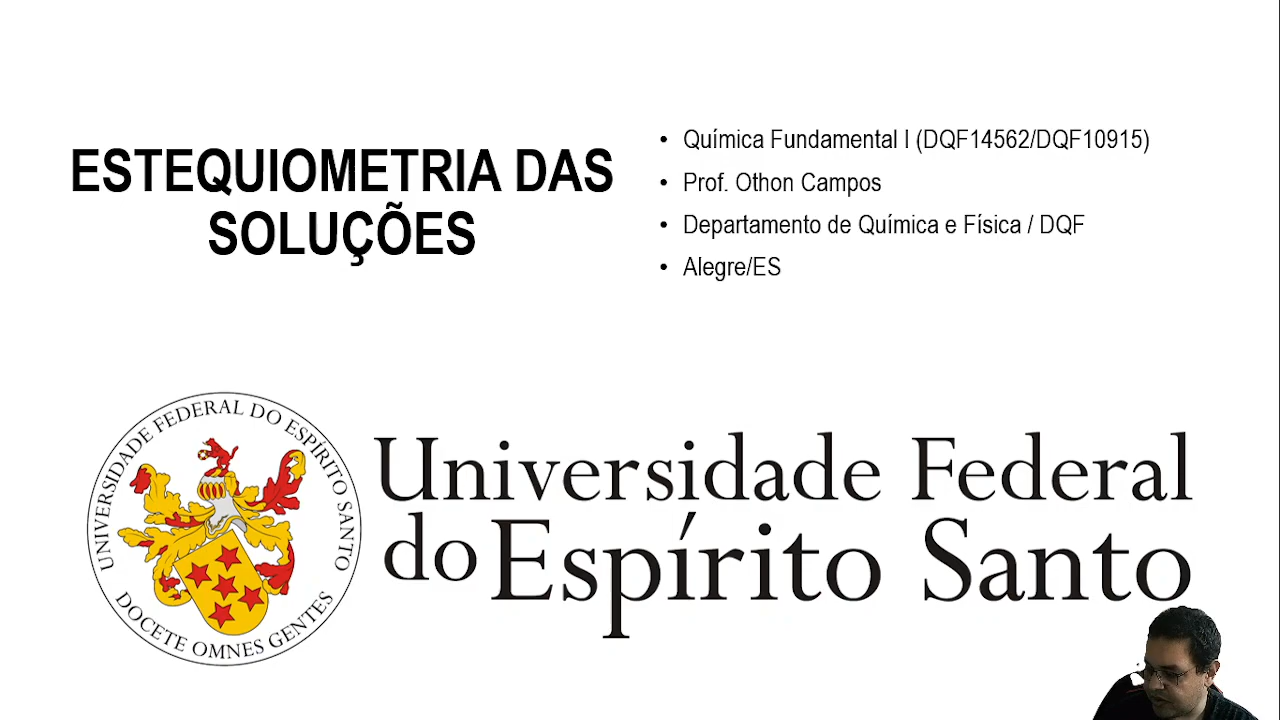 ESTEQUIOMETRIA DAS
SOLUÇÕES
• Química Fundamental I (DQF14562/DQF10915)
• Prof. Othon Campos
• Departamento de Química e Física / DQF
• Alegre/ES
UNIVERSIDADE FEDERAL DO ESPÍRITO SANTO
DOCETE OMNES GENTES
Universidade Federal
do Espírito Santo